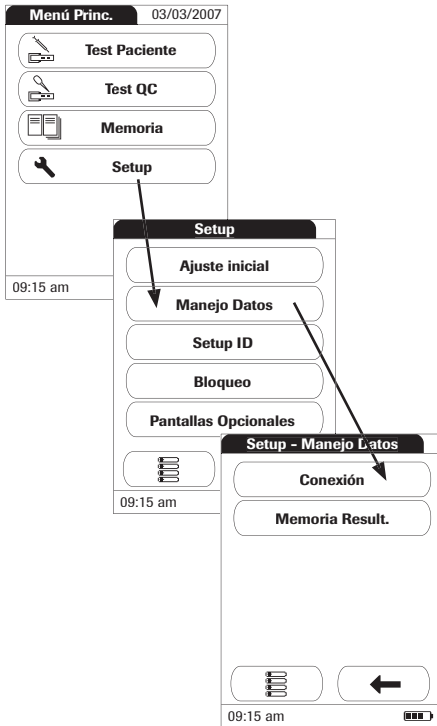 Menú Princ. 03/03/2007
Test Paciente
Test QC
Memoria
Setup
09:15 am
Setup
Ajuste inicial
Manejo Datos
Setup ID
Bloqueo
Pantallas Opcionales
09:15 am
Setup - Manejo Datos
Conexión
Memoria Result.
09:15 am